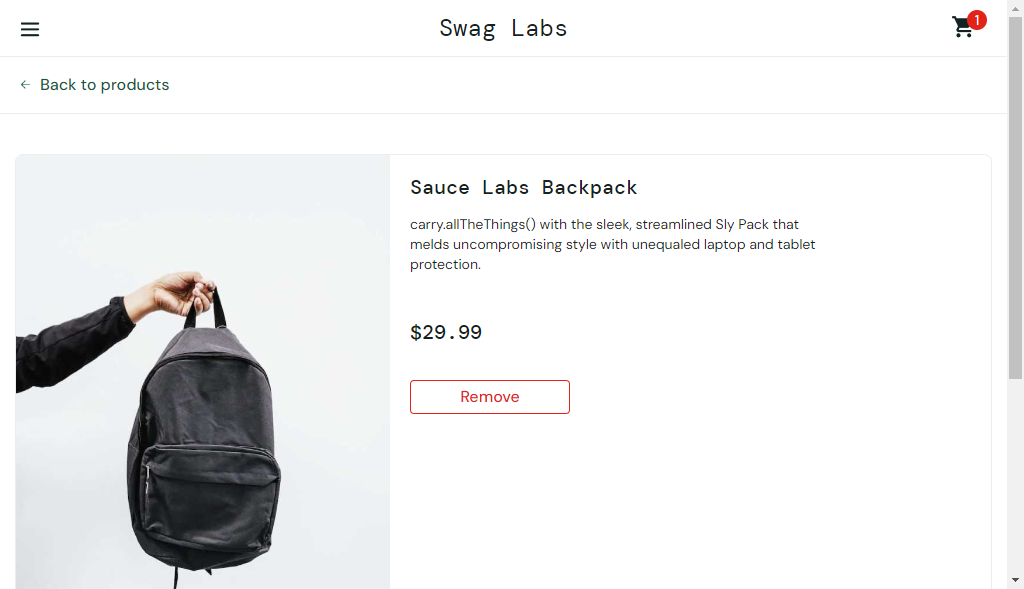 Swag Labs
1
Back to products
Sauce Labs Backpack
carry.allTheThings() with the sleek, streamlined Sly Pack that
melds uncompromising style with unequaled laptop and tablet
protection.
$29.99
Remove